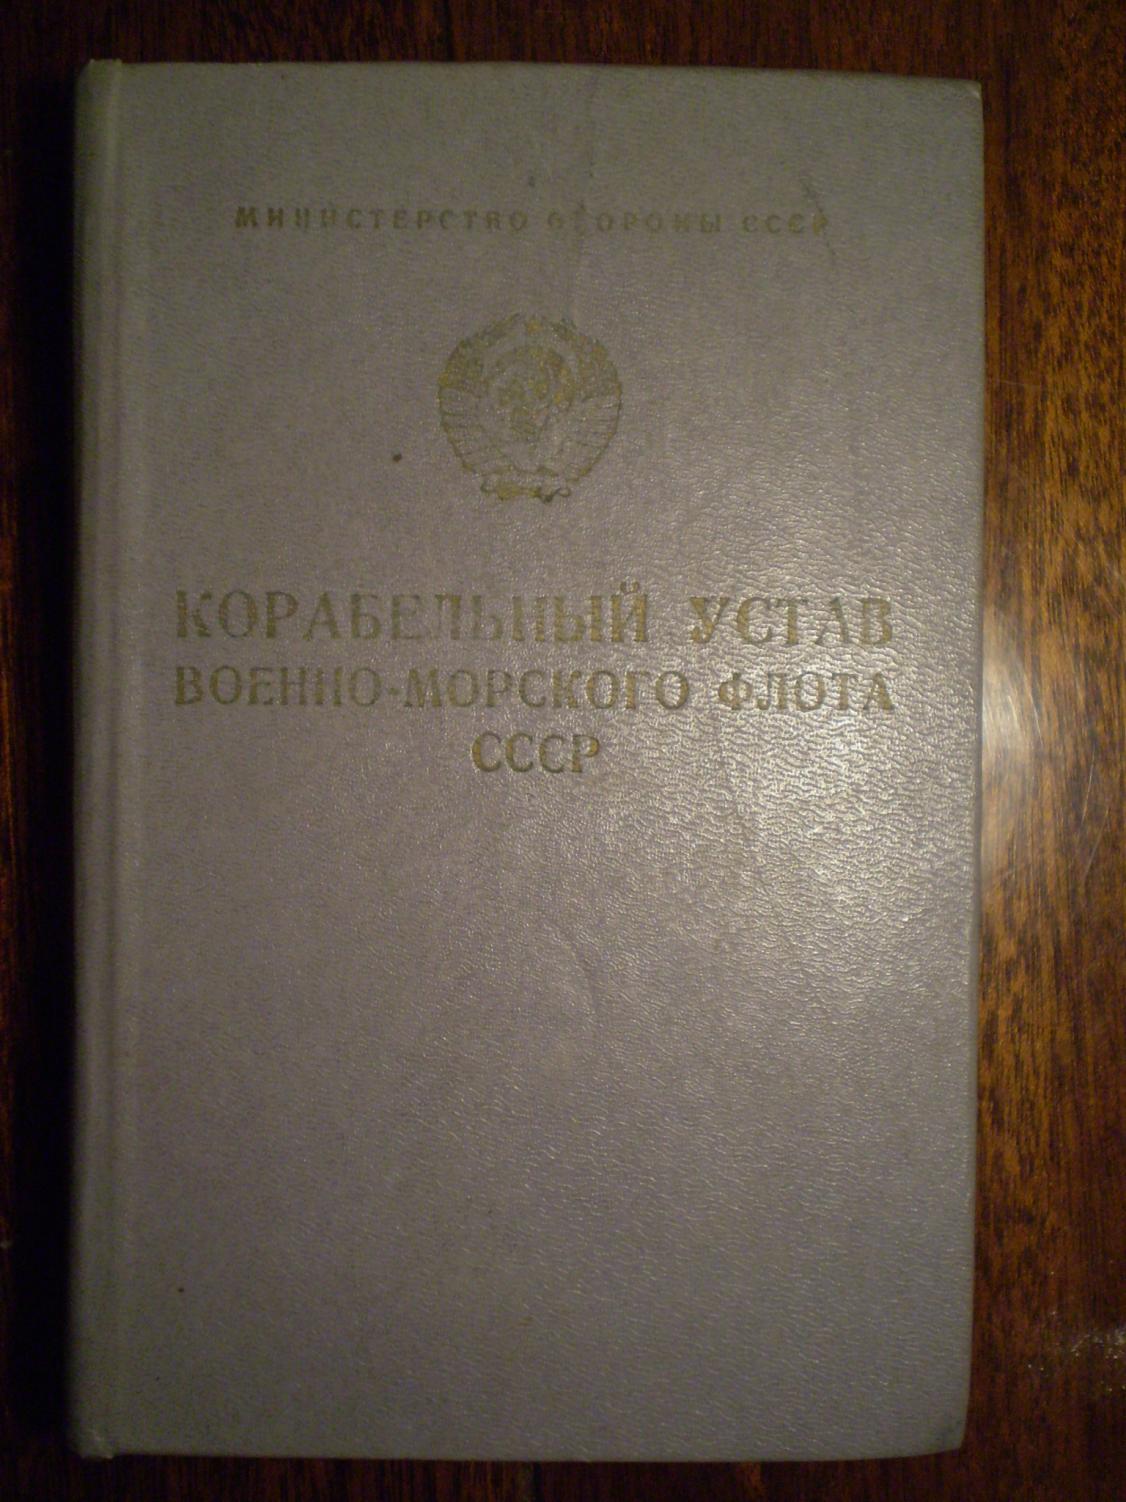 МИНИСТЕРСТВО ОБОРОНЫ СССР
КОРАБЕЛЬНЫЙ УСТАВ
ВОЕННО-МОРСКОГО ФЛОТА
СССР